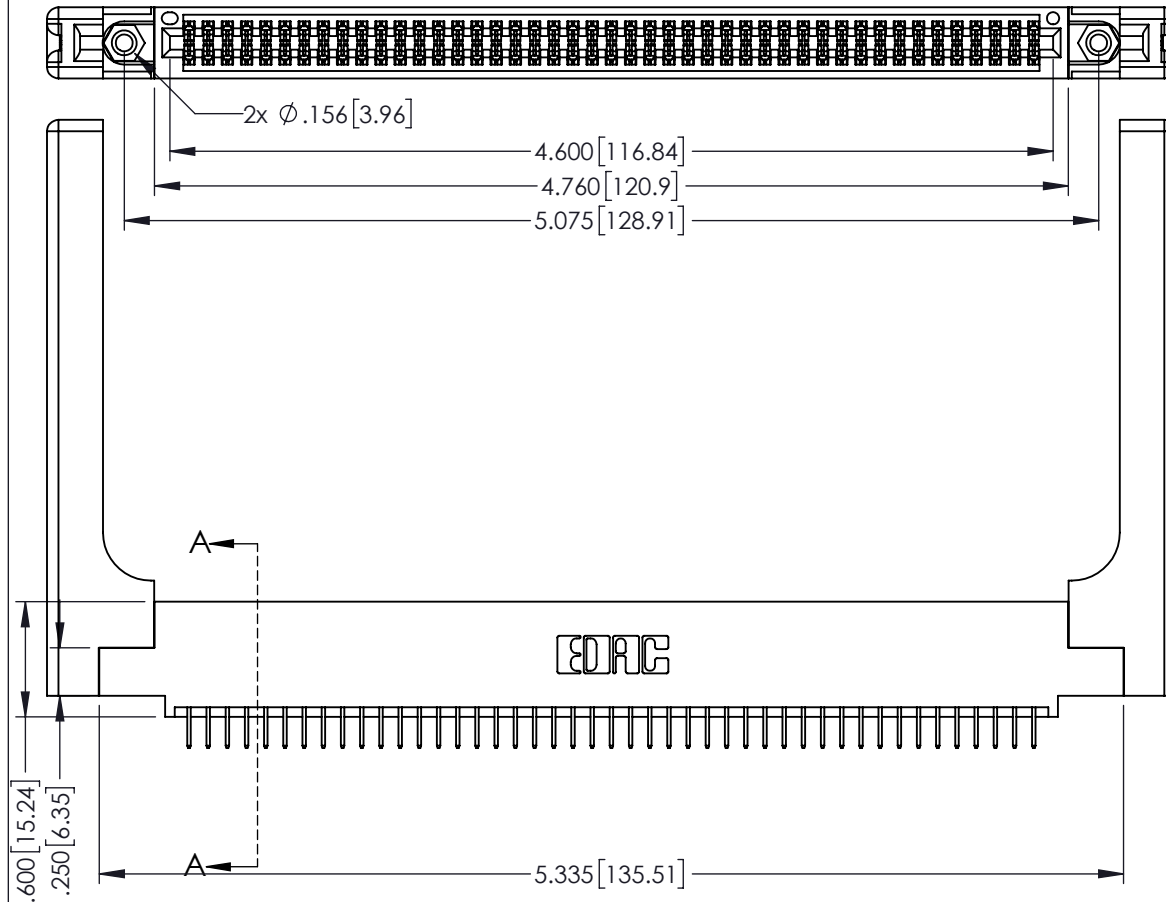 2x ⌀ .156[3.96]
4.600[116.84]
4.760[120.9]
5.075[128.91]
A
EDAC
.600[15.24]
.250[6.35]
A
5.335[135.51]